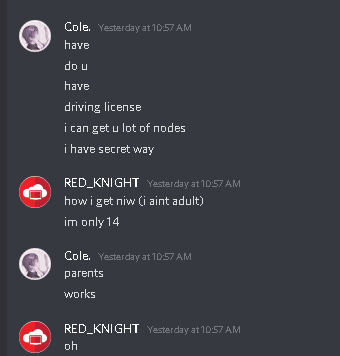 Cole. Yesterday at 10:57 AM
have
do u
have
driving license
i can get u lot of nodes
i have secret way
RED_KNIGHT Yesterday at 10:57 AM
how i get niw (i aint adult)
im only 14
Cole. Yesterday at 10:57 AM
parents
works
RED_KNIGHT Yesterday at 10:57 AM
oh